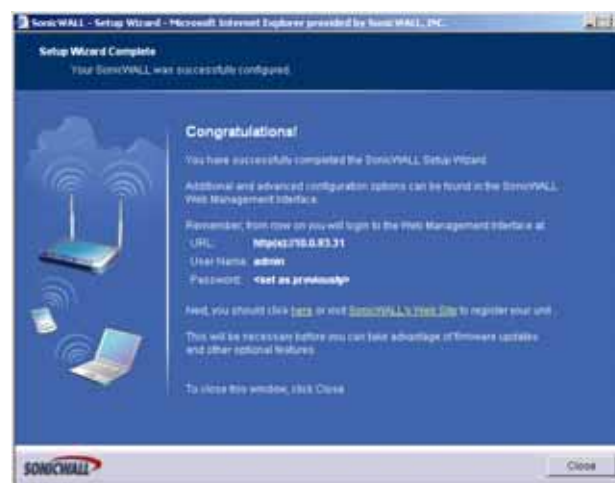 SonicWALL - Setup Wizard - Microsoft Internet Explorer provided by SonicWALL, INC.
Setup Wizard Complete
Your SonicWALL was successfully configured.
Congratulations!
You have successfully completed the SonicWALL Setup Wizard.
Additional and advanced configuration options can be found in the SonicWALL
Web Management Interface.
Remember, from now on you will login to the Web Management Interface at
URL: http(s)://10.0.93.31
User Name: admin
Password: <set as previously>
Next, you should click here or visit SonicWALL's Web Site to register your unit.
This will be necessary before you can take advantage of firmware updates
and other optional features.
To close this window, click Close.
SONICWALL
Close